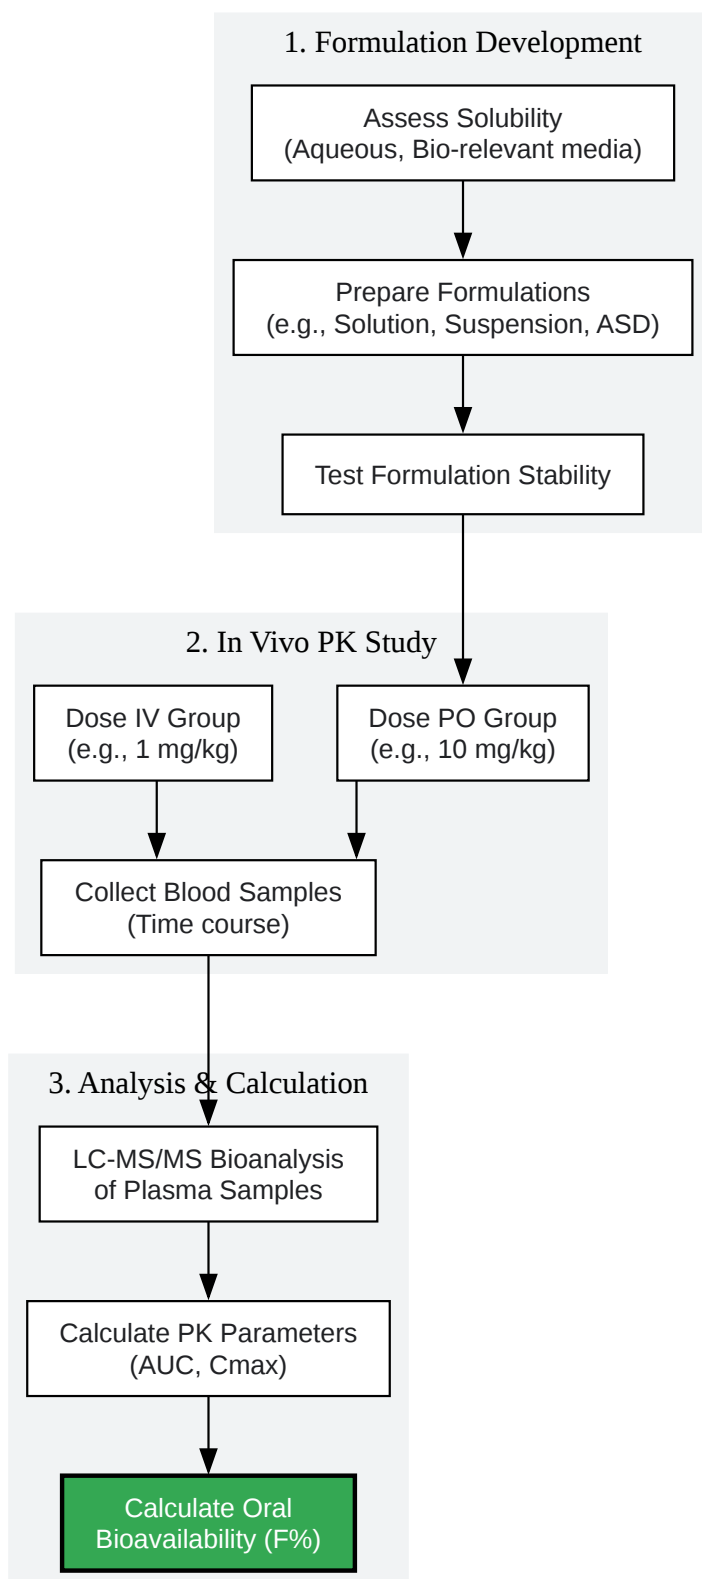 1. Formulation Development
Assess Solubility
(Aqueous, Bio-relevant media)
Prepare Formulations
(e.g., Solution, Suspension, ASD)
Test Formulation Stability
2. In Vivo PK Study
Dose IV Group
(e.g., 1 mg/kg)
Dose PO Group
(e.g., 10 mg/kg)
Collect Blood Samples
(Time course)
3. Analysis & Calculation
LC-MS/MS Bioanalysis
of Plasma Samples
Calculate PK Parameters
(AUC, Cmax)
Calculate Oral
Bioavailability (F%)